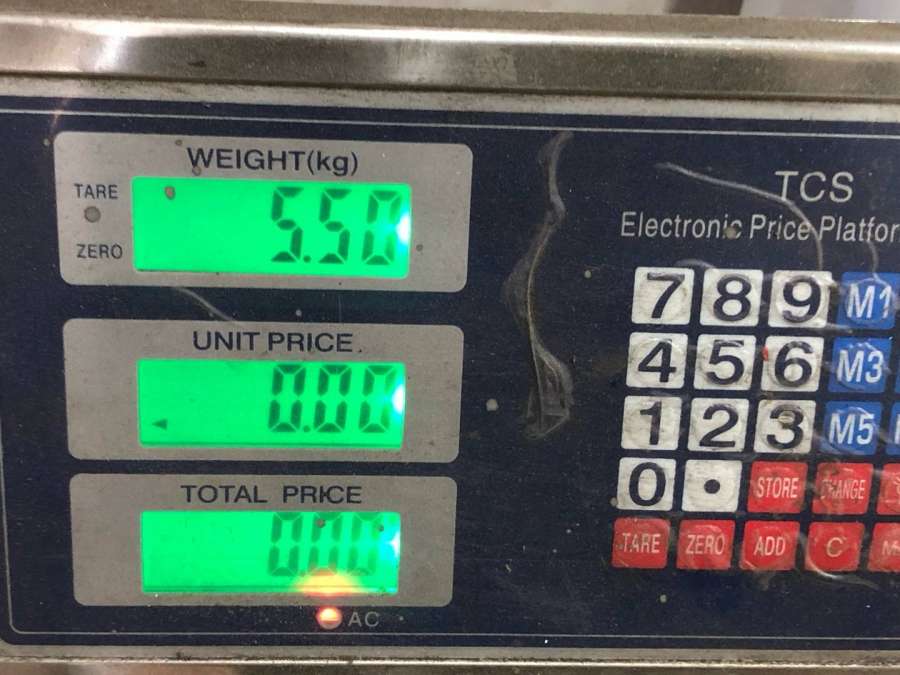 WEIGHT(kg)
TARE
5.50
ZERO
UNIT PRICE
0.00
TOTAL PRICE
0.00
AC
TCS
Electronic Price Platfor
7 8 9 M1
4 5 6 M3
1 2 3 M5
0 . STORE CHANGE
TARE ZERO ADD C